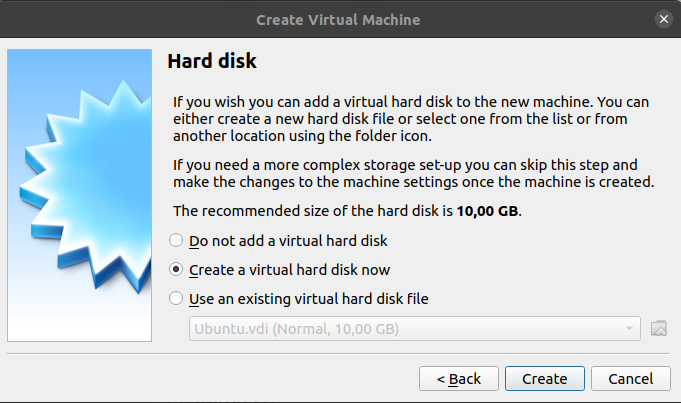 Create Virtual Machine
Hard disk
If you wish you can add a virtual hard disk to the new machine. You can
either create a new hard disk file or select one from the list or from
another location using the folder icon.
If you need a more complex storage set-up you can skip this step and
make the changes to the machine settings once the machine is created.
The recommended size of the hard disk is 10,00 GB.
Do not add a virtual hard disk
Create a virtual hard disk now
Use an existing virtual hard disk file
Ubuntu.vdi (Normal, 10,00 GB)
< Back Create Cancel